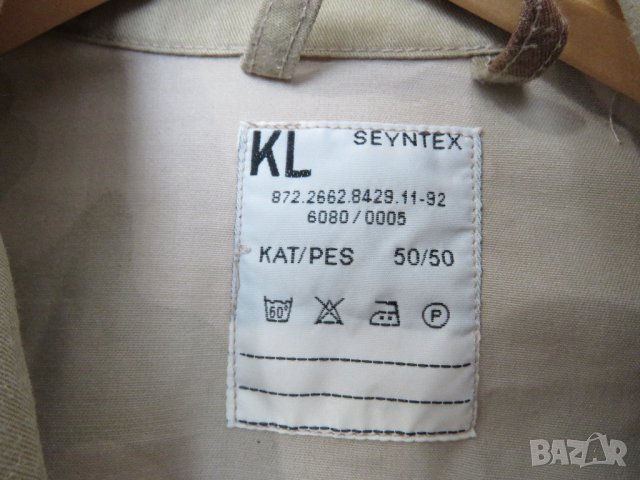 KL SEYNTEX
872.2662.8429.11-92
6080/0005
KAT/PES 50/50
60° P
BAZAR